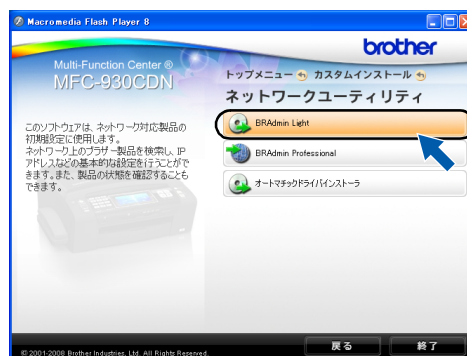 Macromedia Flash Player 8
brother
Multi-Function Center ®
MFC-930CDN
トップメニュー カスタムインストール
ネットワークユーティリティ
このソフトウェアは、ネットワーク対応製品の
初期設定に使用します。
ネットワーク上のブラザー製品を検索し、IP
アドレスなどの基本的な設定を行うことがで
きます。また、製品の状態を確認することも
できます。
BRAdmin Light
BRAdmin Professional
オートマチックドライバインストーラ
© 2001-2008 Brother Industries, Ltd. All Rights Reserved.
戻る
終了